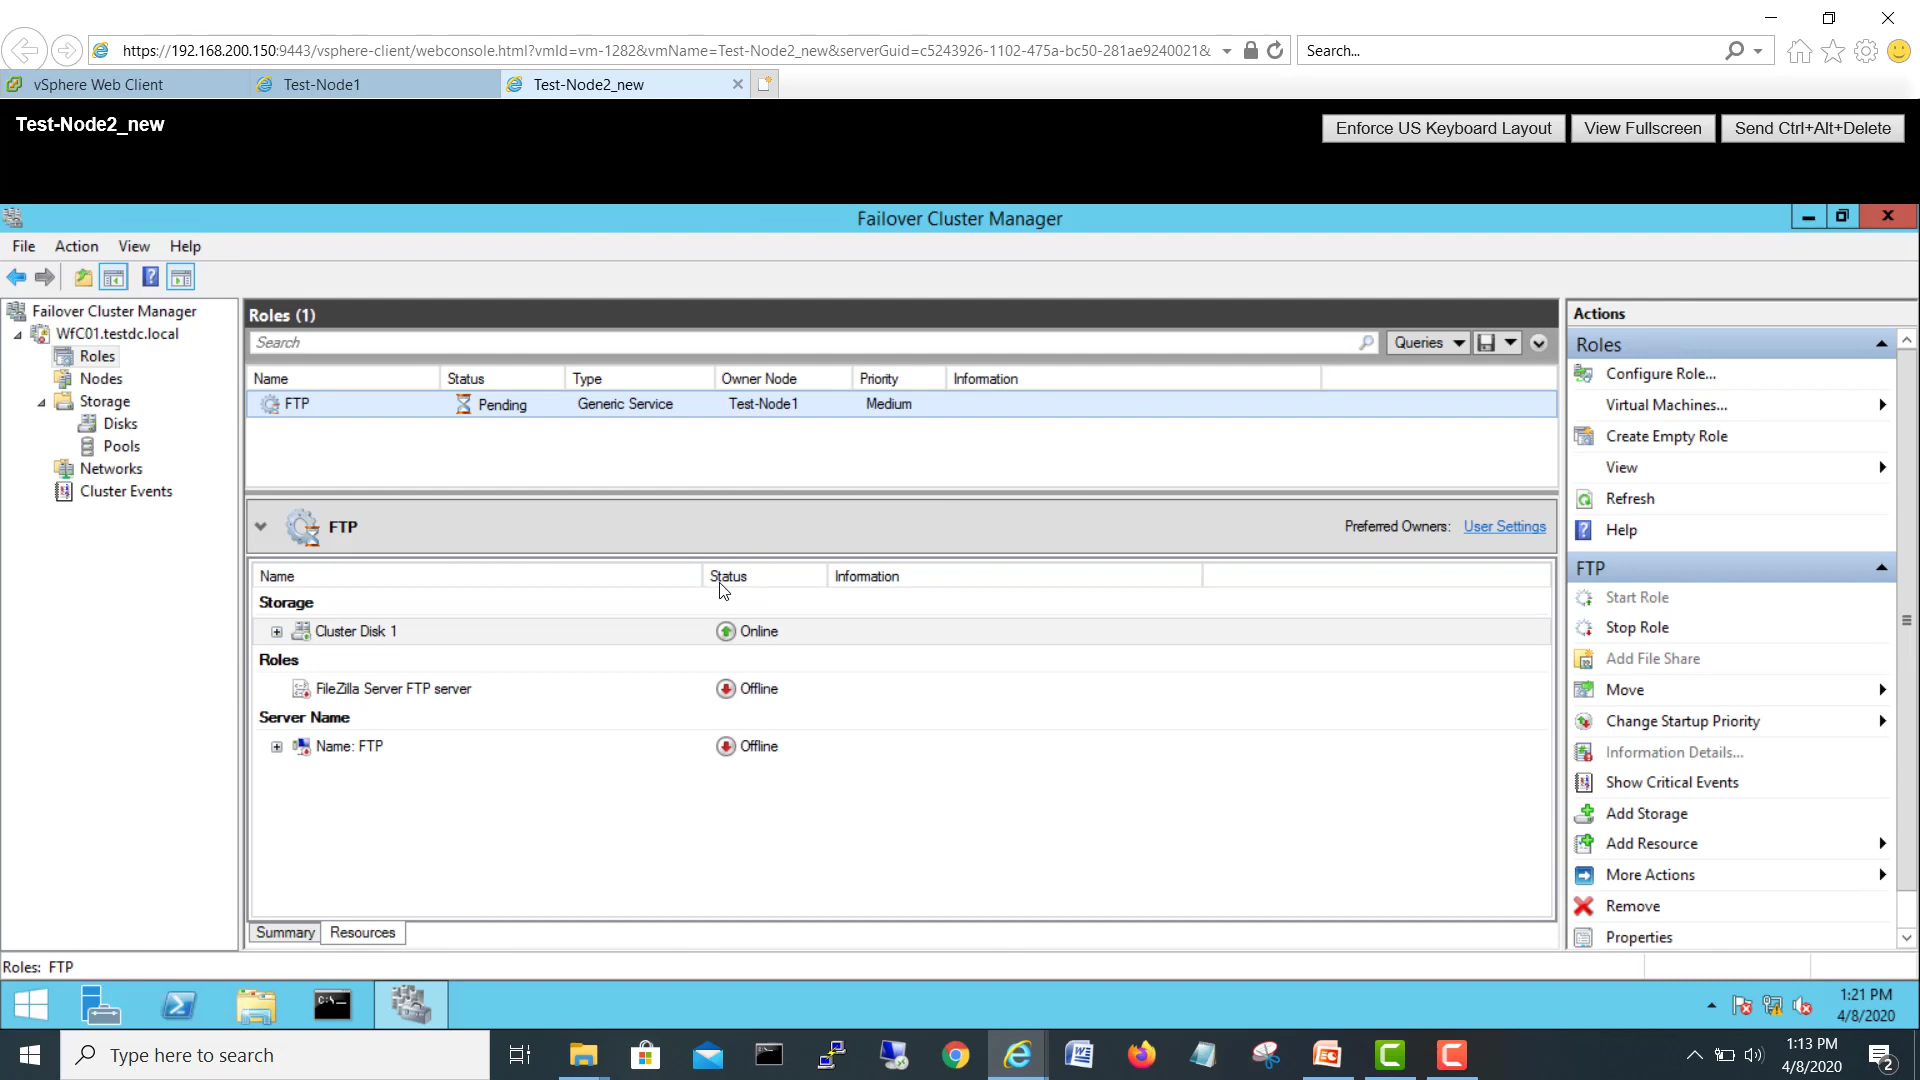 https://192.168.200.150:9443/vsphere-client/webconsole.html?vmId=vm-1282&vmName=Test-Node2_new&serverGuid=c5243926-1102-475a-bc50-281ae9240021&
Search...
vSphere Web Client
Test-Node1
Test-Node2_new
Test-Node2_new
Enforce US Keyboard Layout
View Fullscreen
Send Ctrl+Alt+Delete
Failover Cluster Manager
File Action View Help
Failover Cluster Manager
WfC01.testdc.local
Roles
Nodes
Storage
Disks
Pools
Networks
Cluster Events
Roles (1)
Search
Queries
Name Status Type Owner Node Priority Information
FTP Pending Generic Service Test-Node1 Medium
FTP
Preferred Owners: User Settings
Name Status Information
Storage
Cluster Disk 1 Online
Roles
FileZilla Server FTP server Offline
Server Name
Name: FTP Offline
Summary Resources
Actions
Roles
Configure Role...
Virtual Machines...
Create Empty Role
View
Refresh
Help
FTP
Start Role
Stop Role
Add File Share
Move
Change Startup Priority
Information Details...
Show Critical Events
Add Storage
Add Resource
More Actions
Remove
Properties
Roles: FTP
C:\_
1:21 PM
4/8/2020
Type here to search
1:13 PM
4/8/2020
2